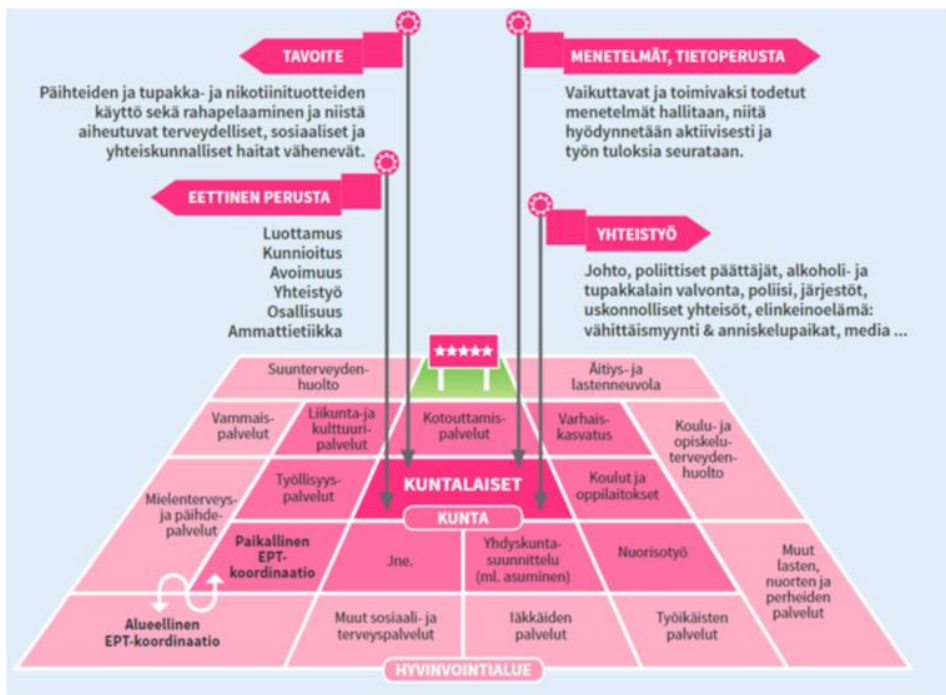 TAVOITE
Päihteiden ja tupakka- ja nikotiinituotteiden
käyttö sekä rahapelaaminen ja niistä
aiheutuvat terveydelliset, sosiaaliset ja
yhteiskunnalliset haitat vähenevät.
MENETELMÄT, TIETOPERUSTA
Vaikuttavat ja toimivaksi todetut
menetelmät hallitaan, niitä
hyödynnetään aktiivisesti ja
työn tuloksia seurataan.
EETTINEN PERUSTA
Luottamus
Kunnioitus
Avoimuus
Yhteistyö
Osallisuus
Ammattietiikka
YHTEISTYÖ
Johto, poliittiset päättäjät, alkoholi- ja
tupakkalain valvonta, poliisi, järjestöt,
uskonnolliset yhteisöt, elinkeinoelämä:
vähittäismyynti & anniskelupaikat, media ...
Suunterveyden-
huolto
Äitiys- ja
lastenneuvola
Vammais-
palvelut
Liikunta-ja
kulttuuri-
palvelut
Kotouttamis-
palvelut
Varhais-
kasvatus
Koulu- ja
opiskelu-
terveyden-
huolto
Mielenterveys-
ja päihde-
palvelut
Työllisyys-
palvelut
KUNTALAISET
Koulut ja
oppilaitokset
KUNTA
Paikallinen
EPT-
koordinaatio
Jne.
Yhdyskunta-
suunnittelu
(ml. asuminen)
Nuorisotyö
Muut
lasten,
nuorten ja
perheiden
palvelut
Alueellinen
EPT-koordinaatio
Muut sosiaali- ja
terveyspalvelut
Iäkkäiden
palvelut
Työikäisten
palvelut
HYVINVOINTIALUE